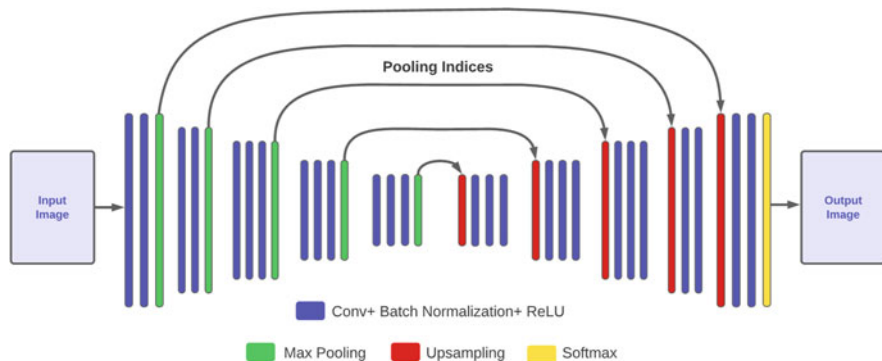 Pooling Indices
Input
Image
Output
Image
Conv+ Batch Normalization+ ReLU
Max Pooling
Upsampling
Softmax